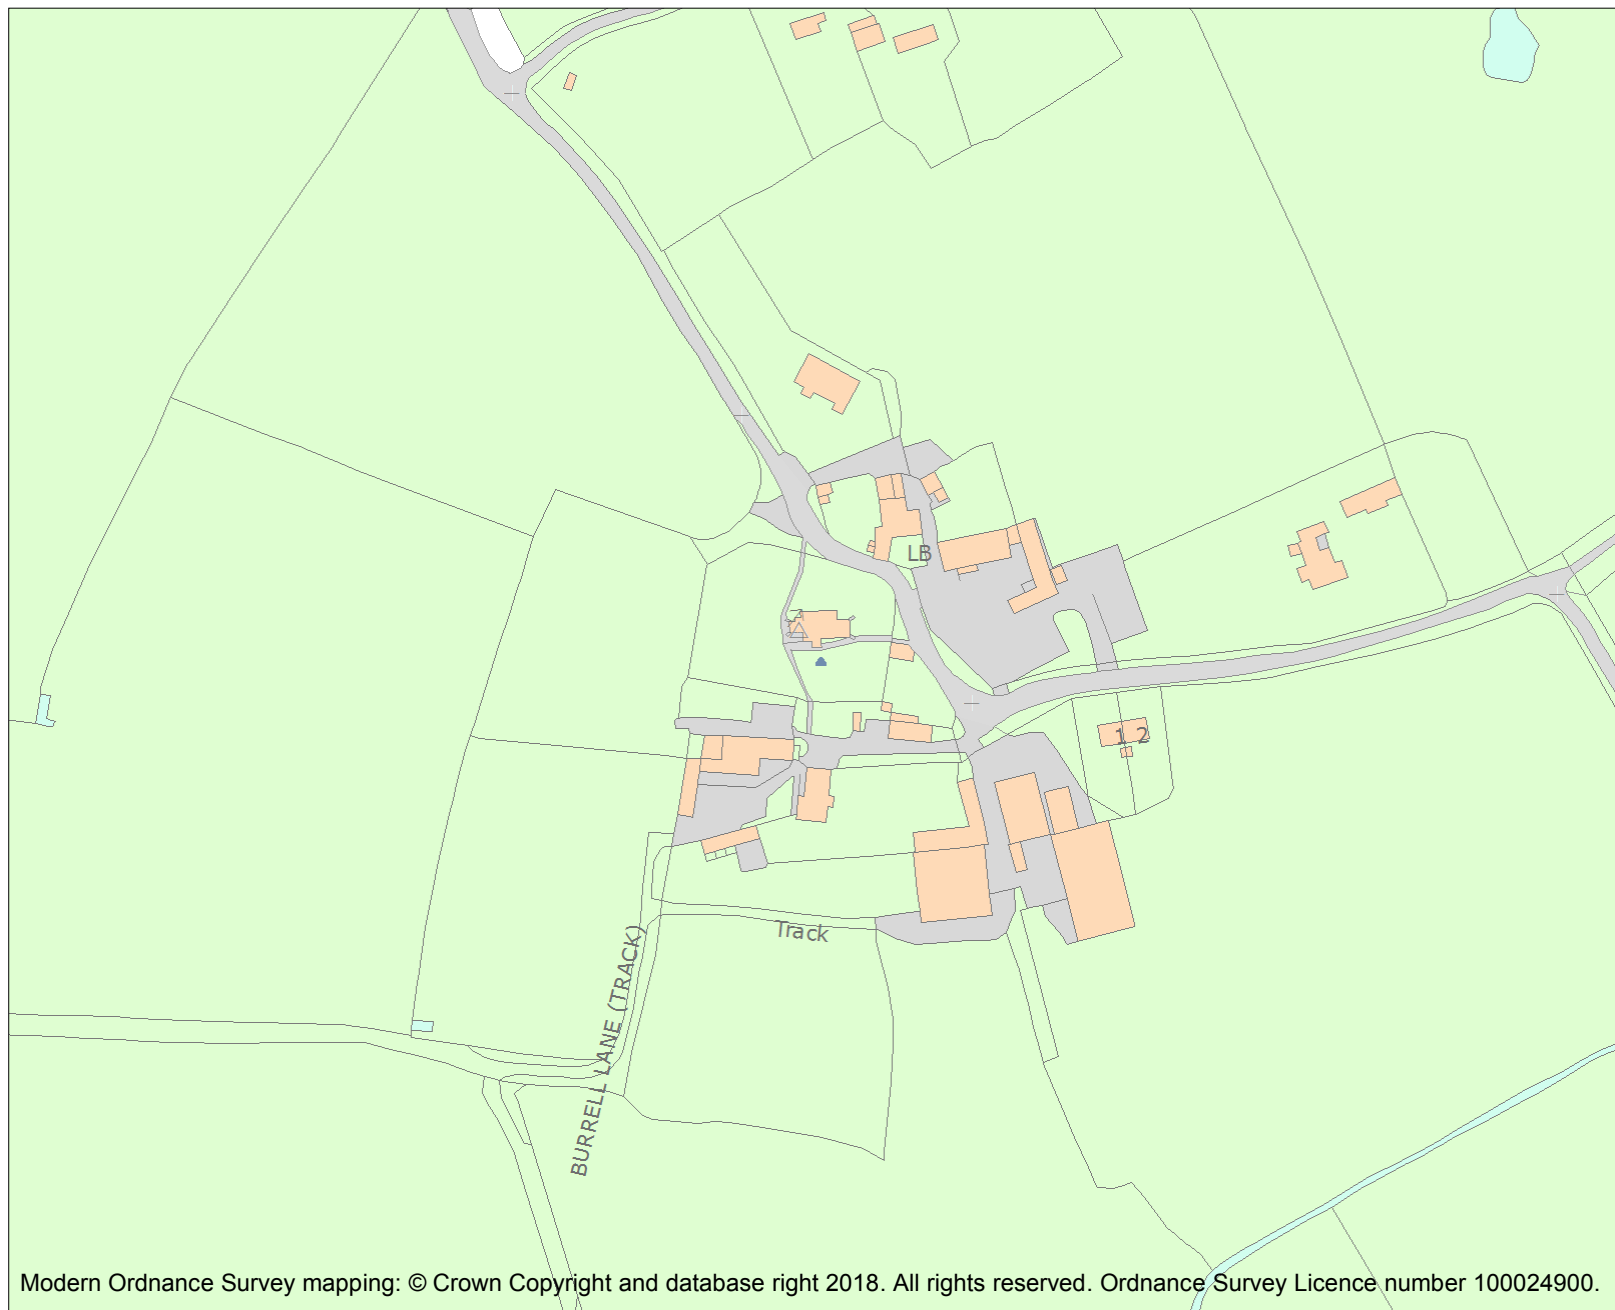 LB
1 2
Track
BURRELL LANE (TRACK)
Modern Ordnance Survey mapping: © Crown Copyright and database right 2018. All rights reserved. Ordnance Survey Licence number 100024900.